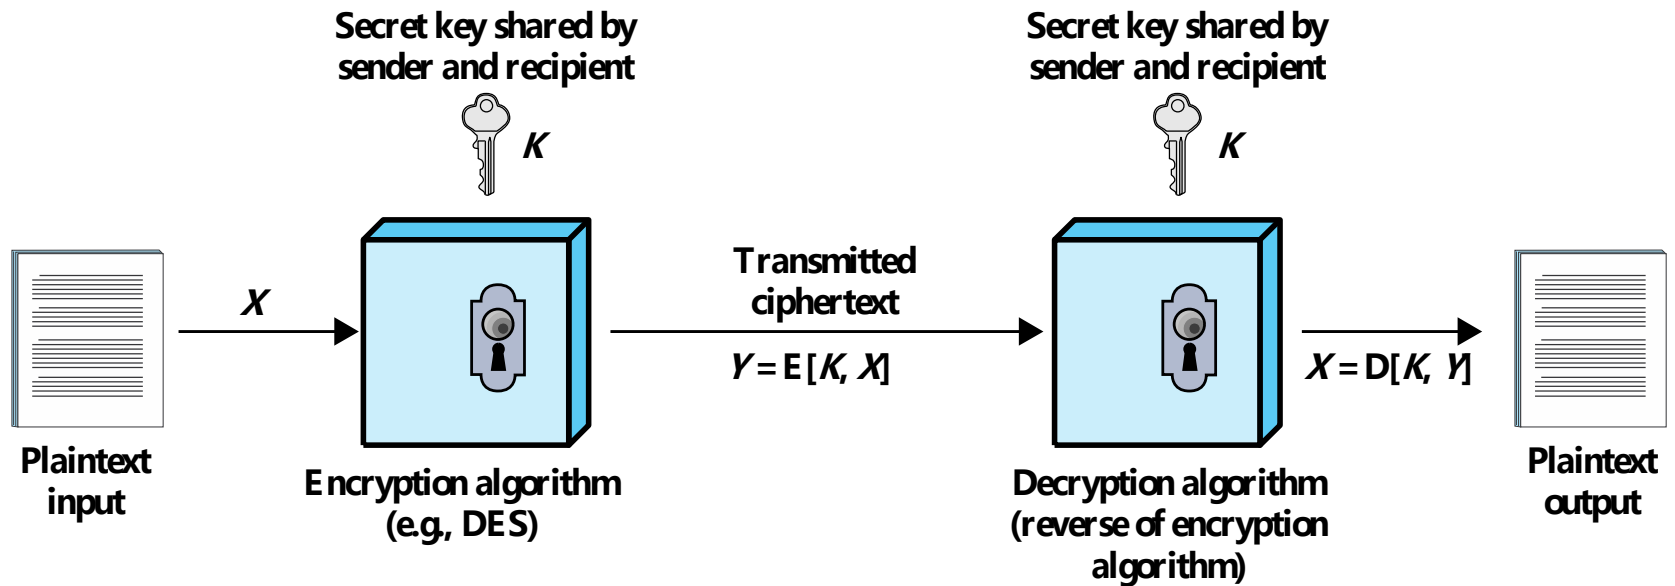 Secret key shared by
sender and recipient
K
Secret key shared by
sender and recipient
K
X
Transmitted
ciphertext
Y = E[K, X]
X = D[K, Y]
Plaintext
input
Encryption algorithm
(e.g., DES)
Decryption algorithm
(reverse of encryption
algorithm)
Plaintext
output